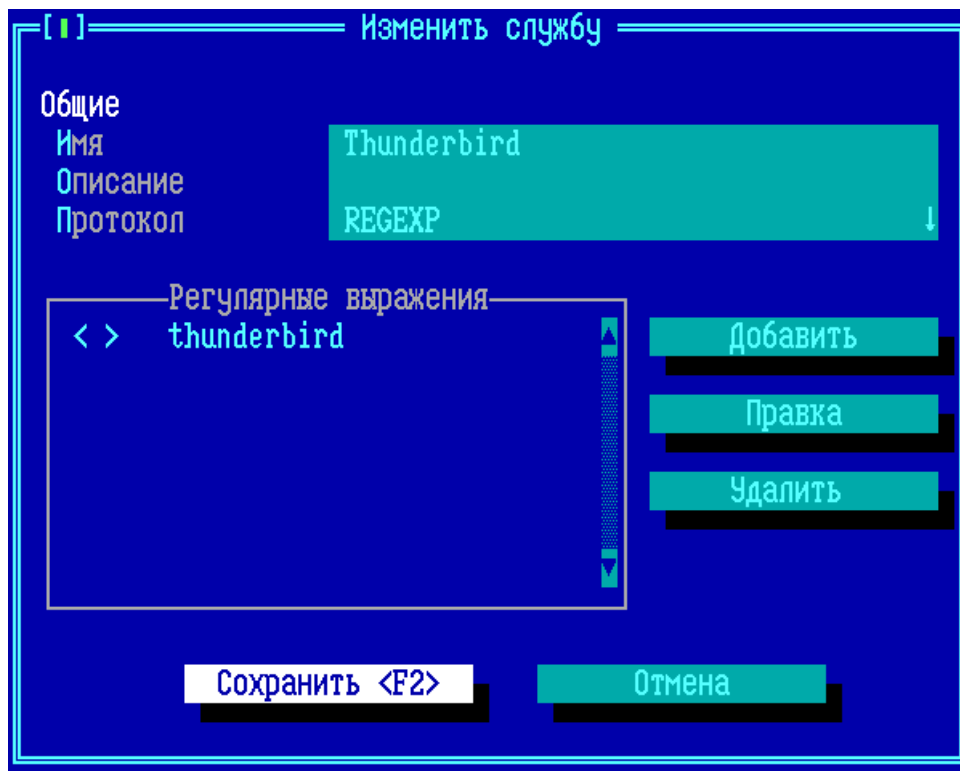 [▮] Изменить службу
Общие
Имя Thunderbird
Описание
Протокол REGEXP ↓
Регулярные выражения
< > thunderbird
Добавить
Правка
Удалить
Сохранить <F2> Отмена